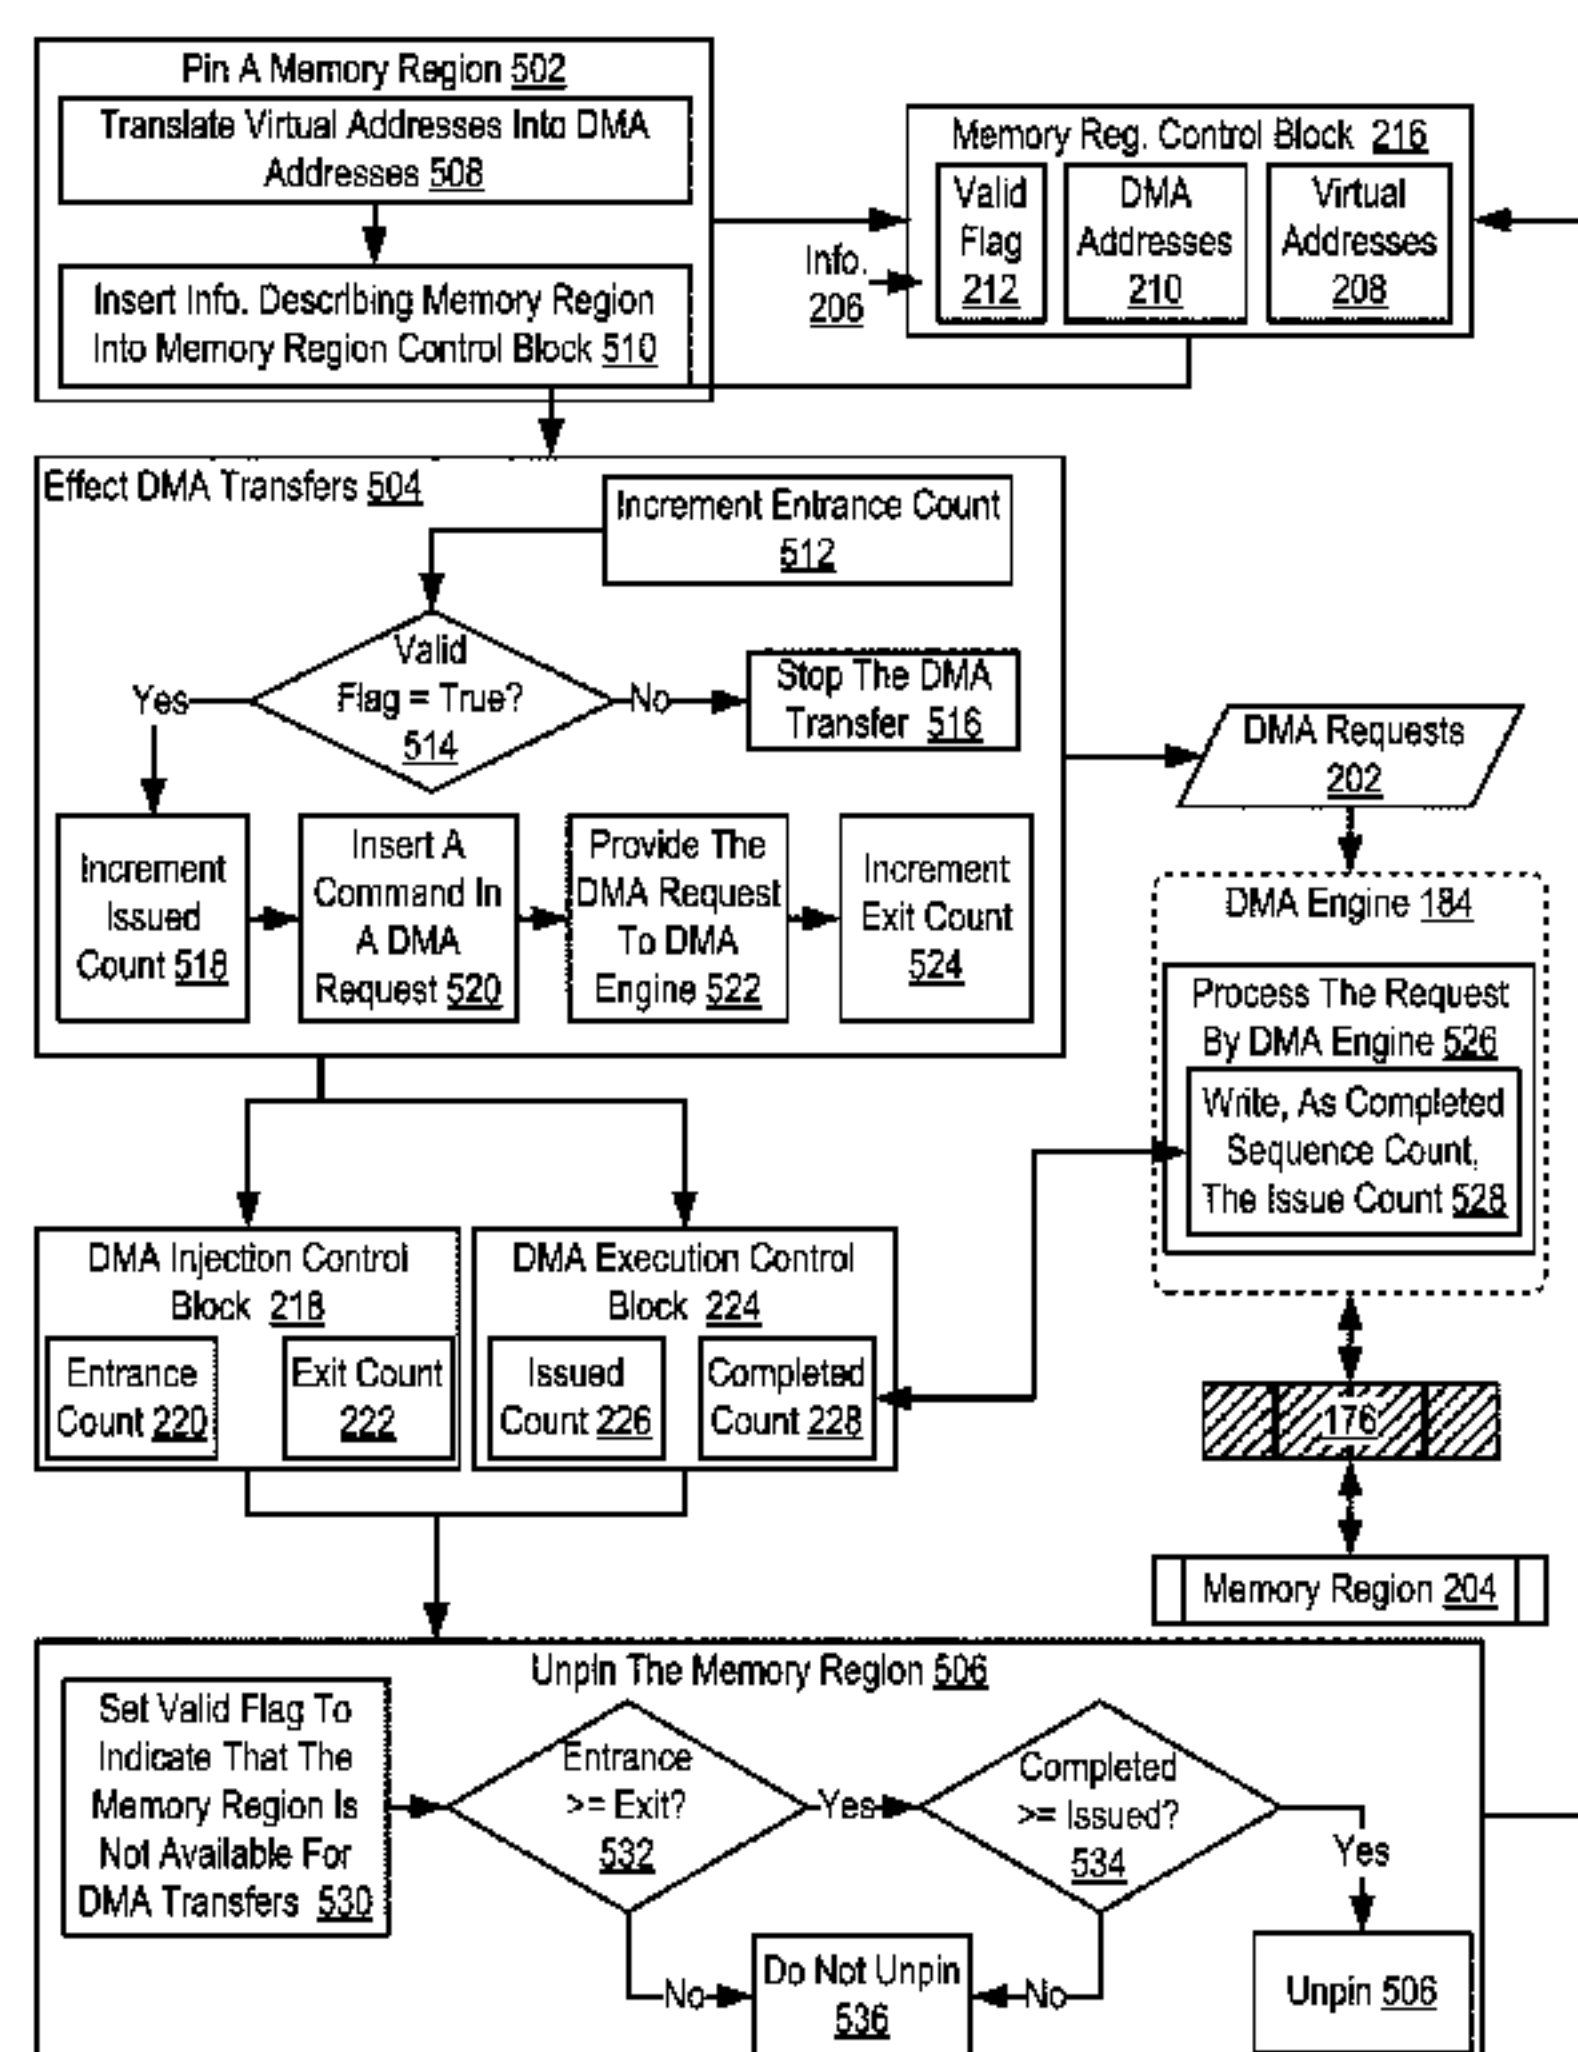 Pin A Memory Region 502
Translate Virtual Addresses Into DMA
Addresses 508
Insert Info. Describing Memory Region
Into Memory Region Control Block 510
Memory Reg. Control Block 216
Valid
Flag
212
DMA
Addresses
210
Virtual
Addresses
208
Info.
206
Effect DMA Transfers 504
Increment Entrance Count
512
Valid
Flag = True?
514
Yes
No
Stop The DMA
Transfer 516
Increment
Issued
Count 518
Insert A
Command In
A DMA
Request 520
Provide The
DMA Request
To DMA
Engine 522
Increment
Exit Count
524
DMA Requests
202
DMA Engine 184
Process The Request
By DMA Engine 526
Write, As Completed
Sequence Count,
The Issue Count 528
DMA Injection Control
Block 218
Entrance
Count 220
Exit Count
222
DMA Execution Control
Block 224
Issued
Count 226
Completed
Count 228
176
Memory Region 204
Unpin The Memory Region 506
Set Valid Flag To
Indicate That The
Memory Region Is
Not Available For
DMA Transfers 530
Entrance
>= Exit?
532
Yes
Completed
>= Issued?
534
Yes
No
Do Not Unpin
536
No
Unpin 506